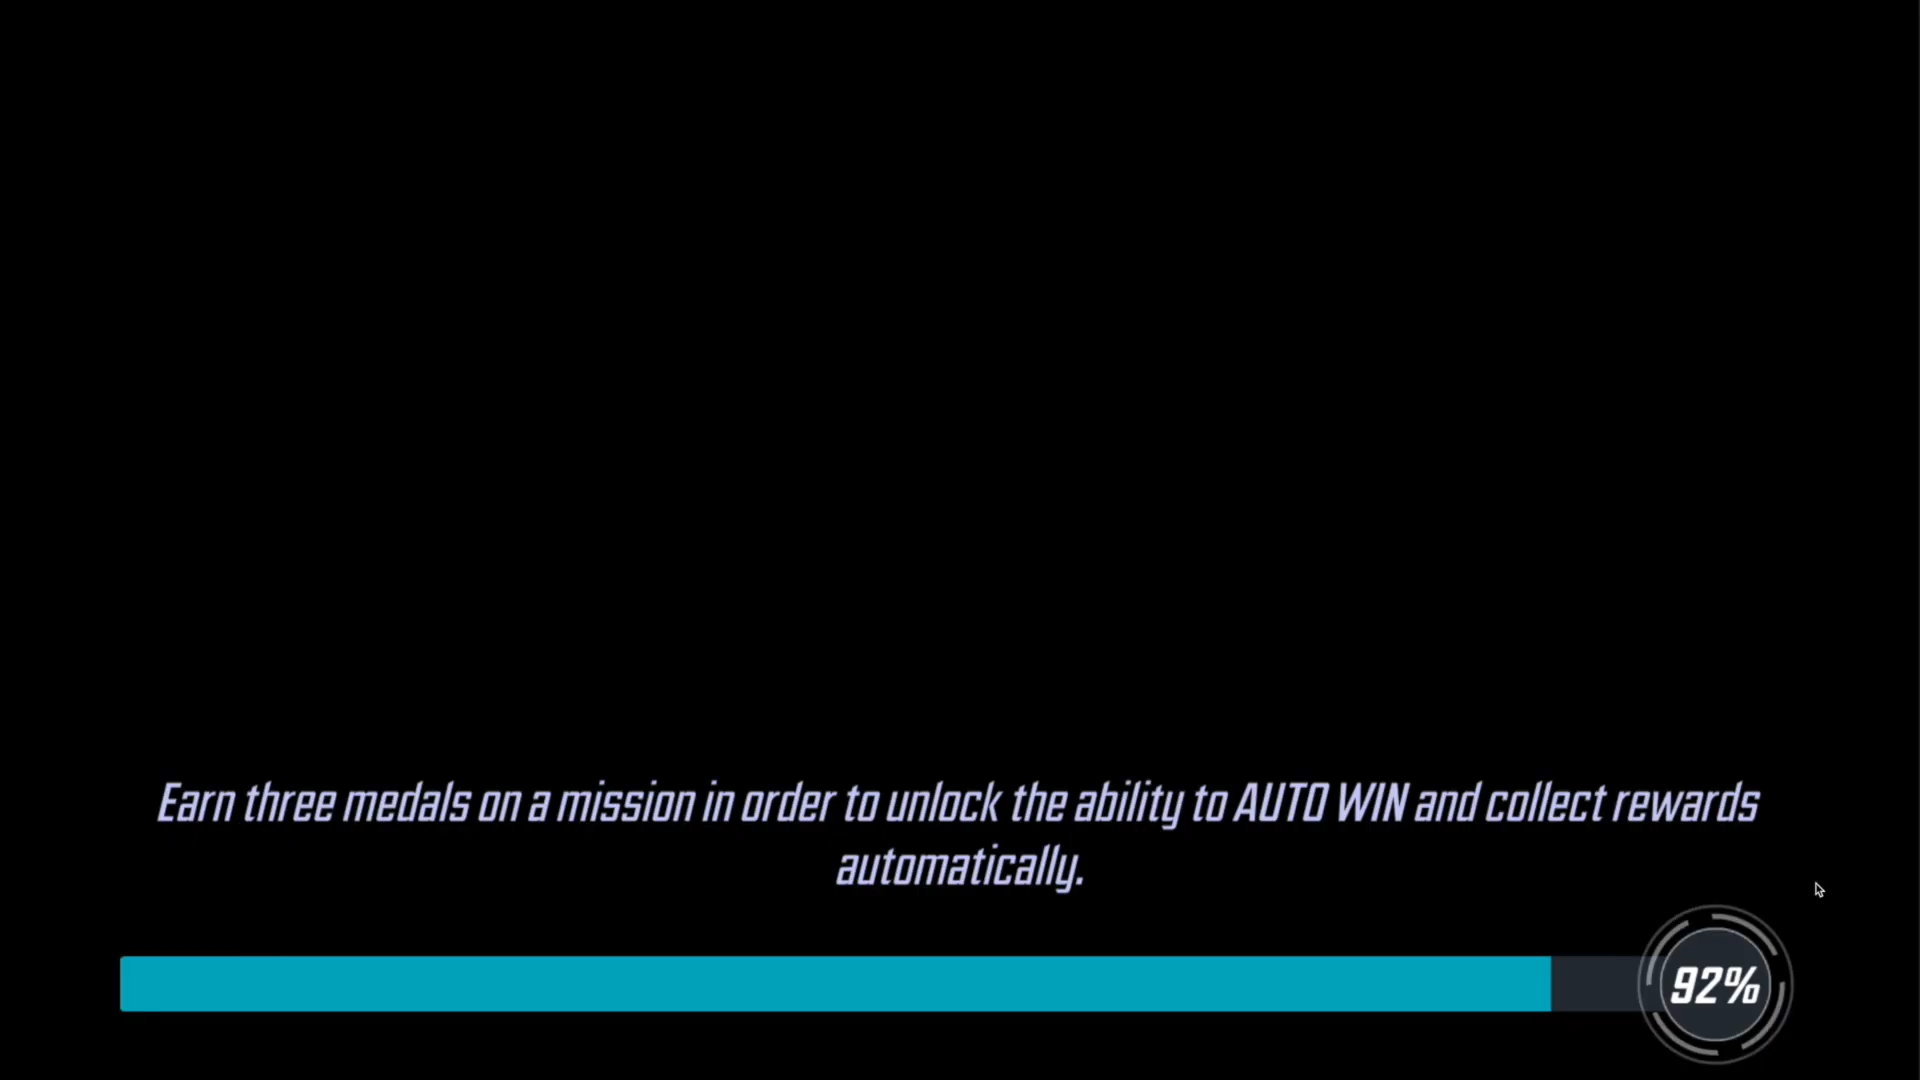 Earn three medals on a mission in order to unlock the ability to AUTO WIN and collect rewards
automatically.
92%